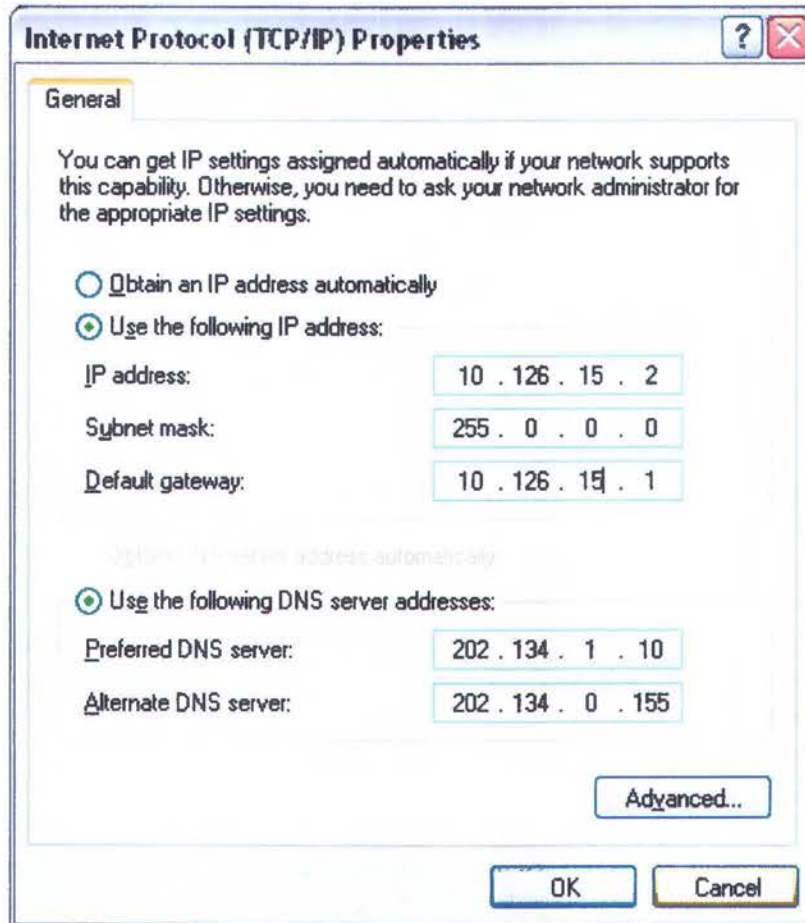 Internet Protocol (TCP/IP) Properties
?
General
You can get IP settings assigned automatically if your network supports
this capability. Otherwise, you need to ask your network administrator for
the appropriate IP settings.
Obtain an IP address automatically
Use the following IP address:
IP address: 10 . 126 . 15 . 2
Subnet mask: 255 . 0 . 0 . 0
Default gateway: 10 . 126 . 15 . 1
address automatically
Use the following DNS server addresses:
Preferred DNS server: 202 . 134 . 1 . 10
Alternate DNS server: 202 . 134 . 0 . 155
Advanced...
OK Cancel